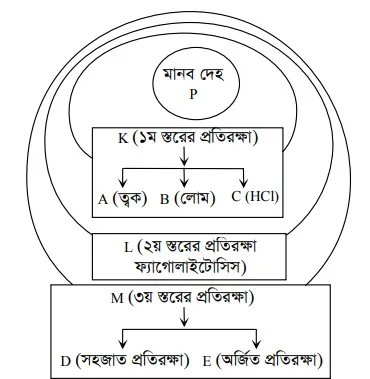 মানব দেহ
P
K (১ম স্তরের প্রতিরক্ষা)
A (ত্বক) B (লোম) C (HCl)
L (২য় স্তরের প্রতিরক্ষা
ফ্যাগোলাইটোসিস)
M (৩য় স্তরের প্রতিরক্ষা)
D (সহজাত প্রতিরক্ষা) E (অর্জিত প্রতিরক্ষা)